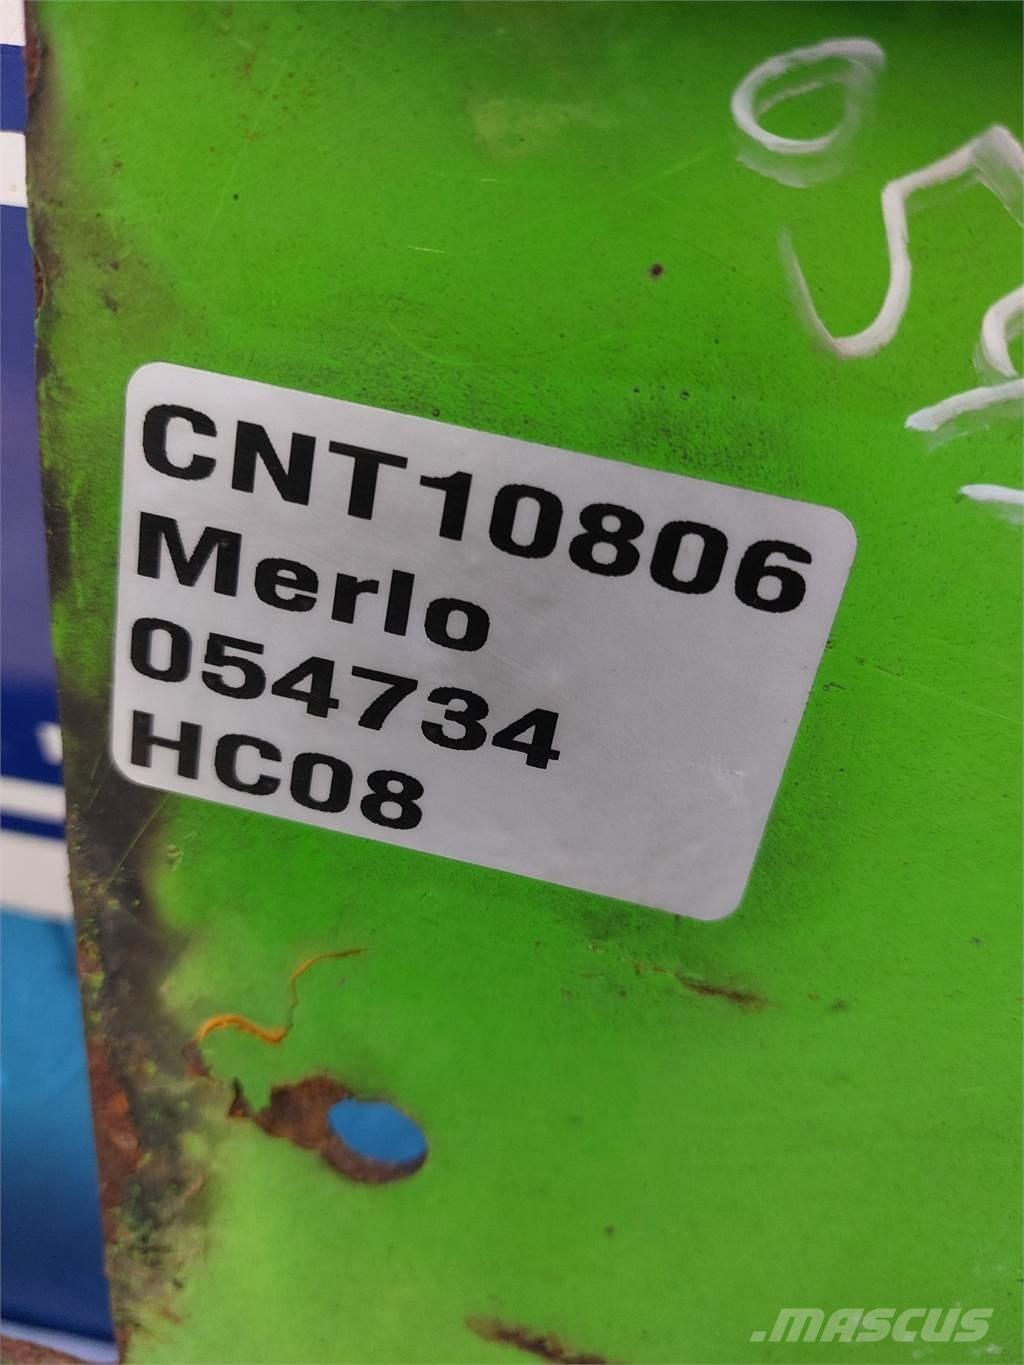 CNT10806
Merlo
054734
HC08
.MASCUS